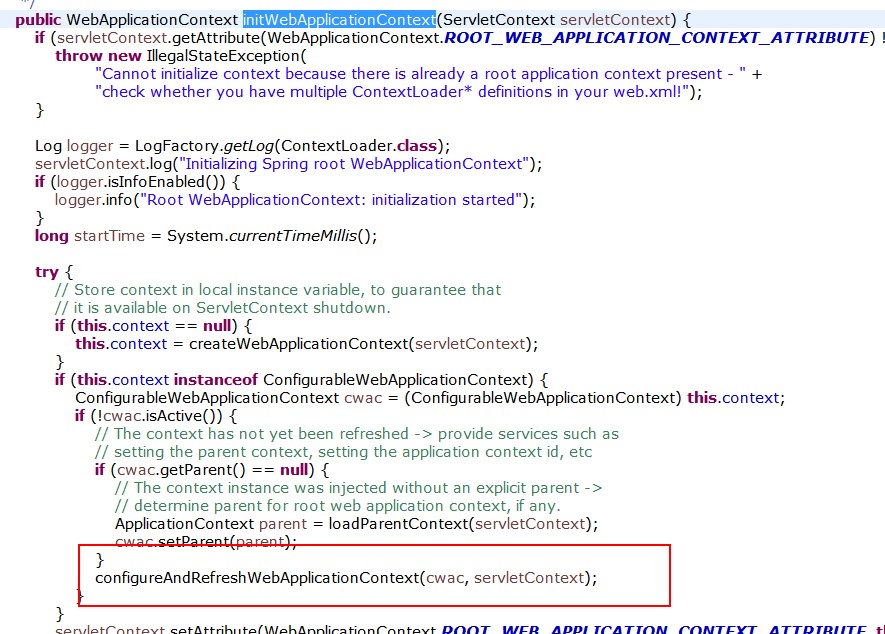 */
public WebApplicationContext initWebApplicationContext(ServletContext servletContext) {
if (servletContext.getAttribute(WebApplicationContext.ROOT_WEB_APPLICATION_CONTEXT_ATTRIBUTE) !
throw new IllegalStateException(
"Cannot initialize context because there is already a root application context present - " +
"check whether you have multiple ContextLoader* definitions in your web.xml!");
}
Log logger = LogFactory.getLog(ContextLoader.class);
servletContext.log("Initializing Spring root WebApplicationContext");
if (logger.isInfoEnabled()) {
logger.info("Root WebApplicationContext: initialization started");
}
long startTime = System.currentTimeMillis();
try {
// Store context in local instance variable, to guarantee that
// it is available on ServletContext shutdown.
if (this.context == null) {
this.context = createWebApplicationContext(servletContext);
}
if (this.context instanceof ConfigurableWebApplicationContext) {
ConfigurableWebApplicationContext cwac = (ConfigurableWebApplicationContext) this.context;
if (!cwac.isActive()) {
// The context has not yet been refreshed -> provide services such as
// setting the parent context, setting the application context id, etc
if (cwac.getParent() == null) {
// The context instance was injected without an explicit parent ->
// determine parent for root web application context, if any.
ApplicationContext parent = loadParentContext(servletContext);
cwac.setParent(parent);
}
configureAndRefreshWebApplicationContext(cwac, servletContext);
}
}
servletContext.setAttribute(WebApplicationContext.ROOT_WEB_APPLICATION_CONTEXT_ATTRIBUTE, th